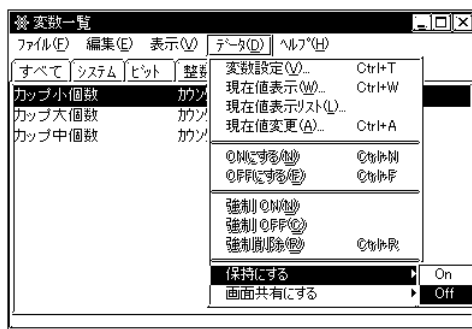 変数一覧
ファイル(F) 編集(E) 表示(V) データ(D) ヘルプ(H)
すべて システム ビット 整数
変数設定(V)... Ctrl+T
現在値表示(W)... Ctrl+W
現在値表示リスト(L)...
現在値変更(A)... Ctrl+A
カップ小個数 カウン
カップ大個数 カウン
カップ中個数 カウン
ONにする(N) Ctrl+N
OFFにする(F) Ctrl+F
強制ON(N)
強制OFF(C)
強制削除(R) Ctrl+R
保持にする On
画面共有にする Off